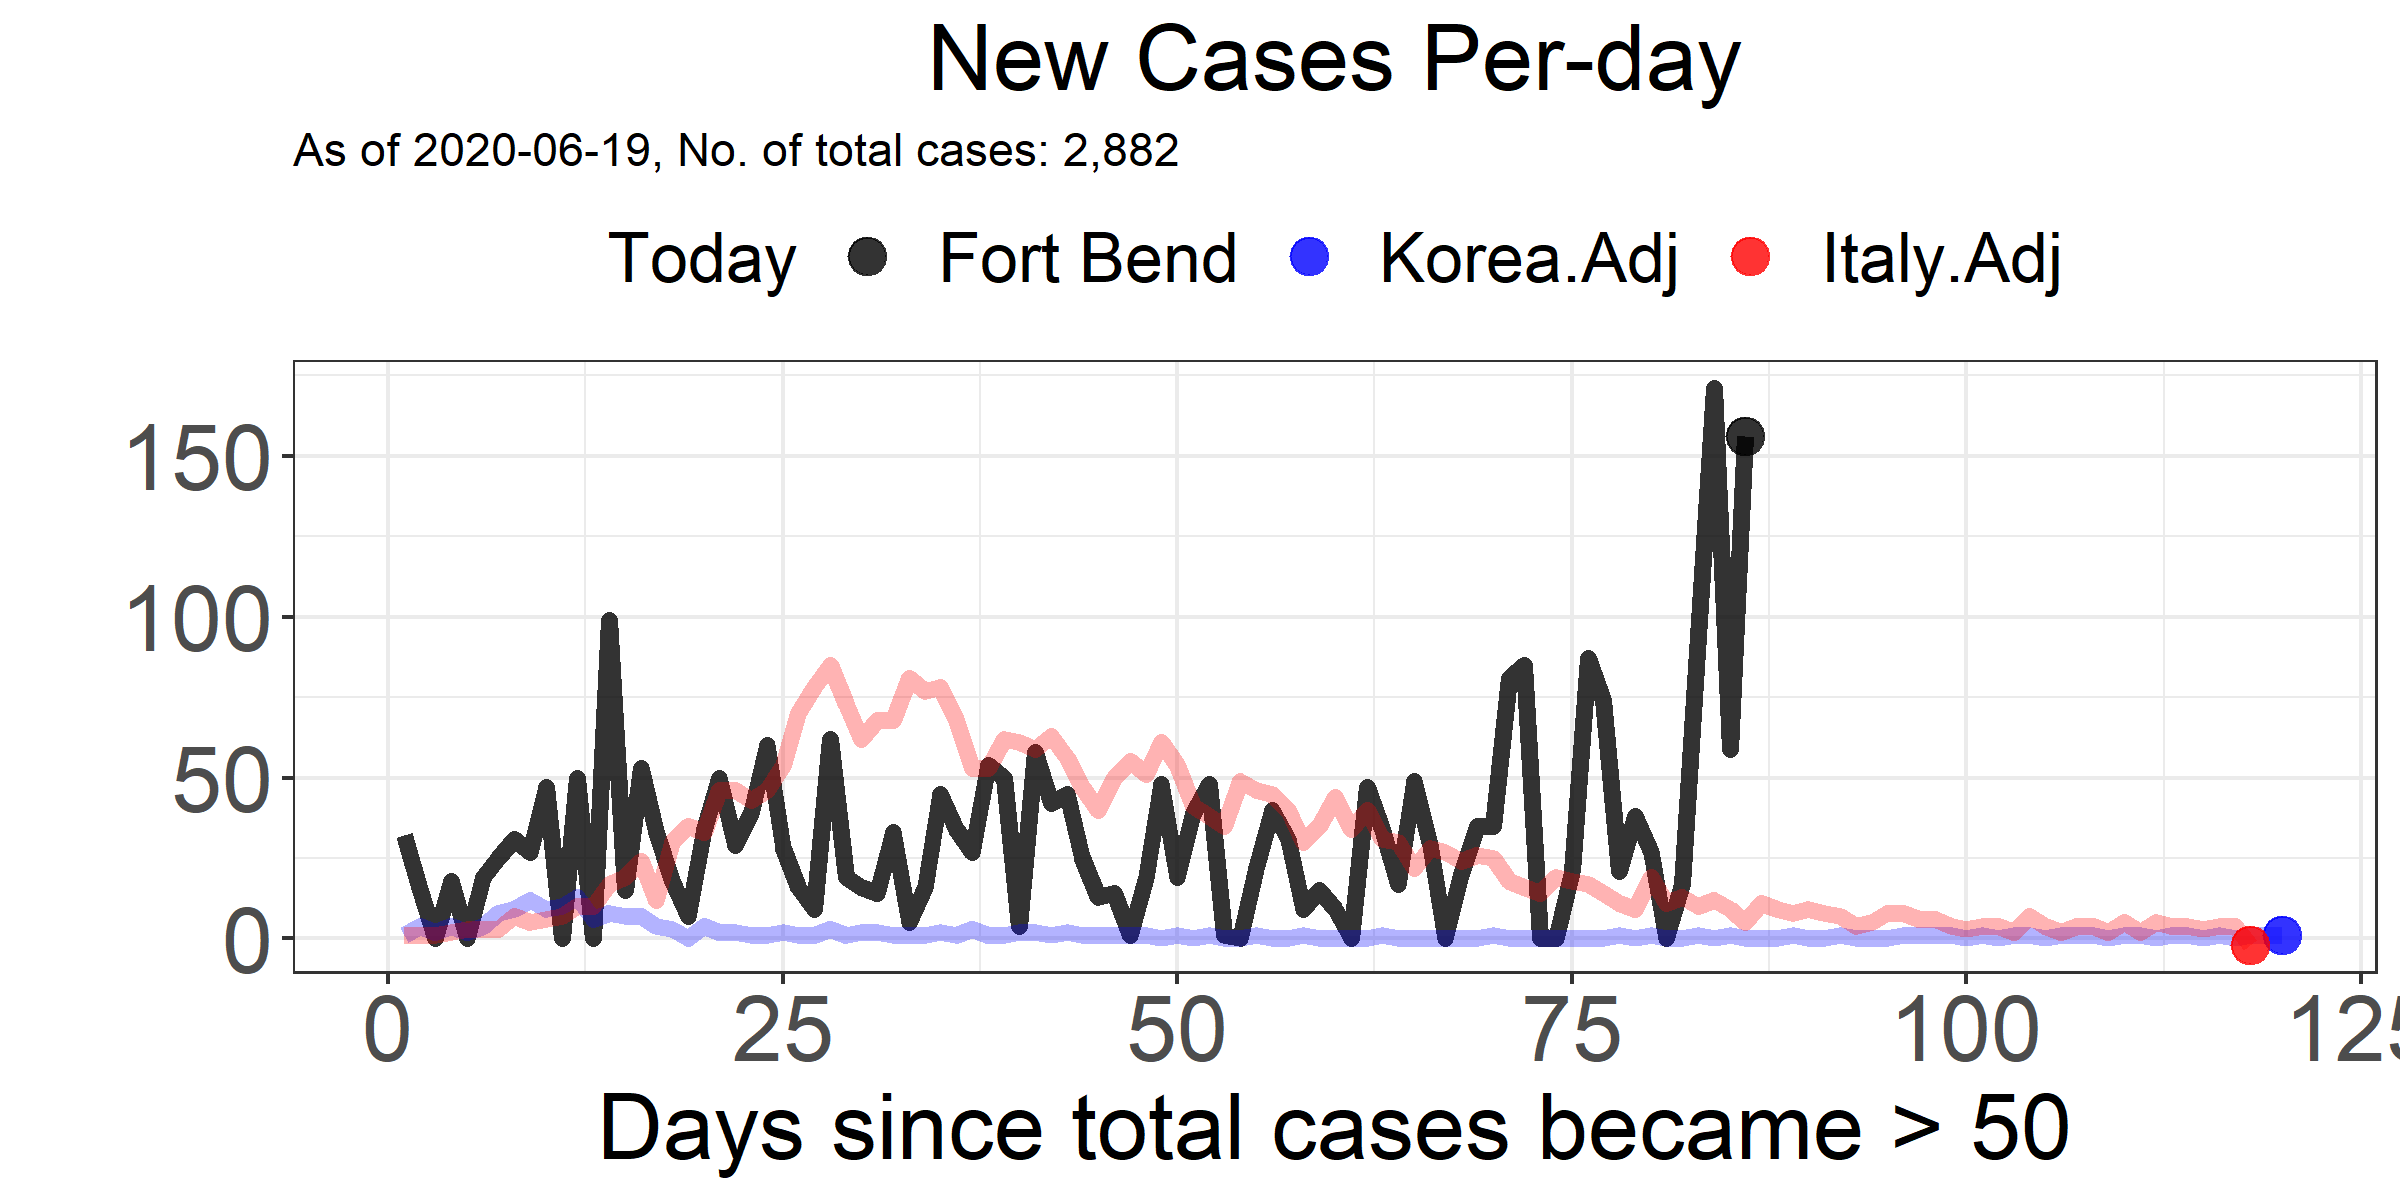 New Cases Per-day
As of 2020-06-19, No. of total cases: 2,882
Today Fort Bend Korea.Adj Italy.Adj
150
100
50
0
0 25 50 75 100 125
Days since total cases became > 50